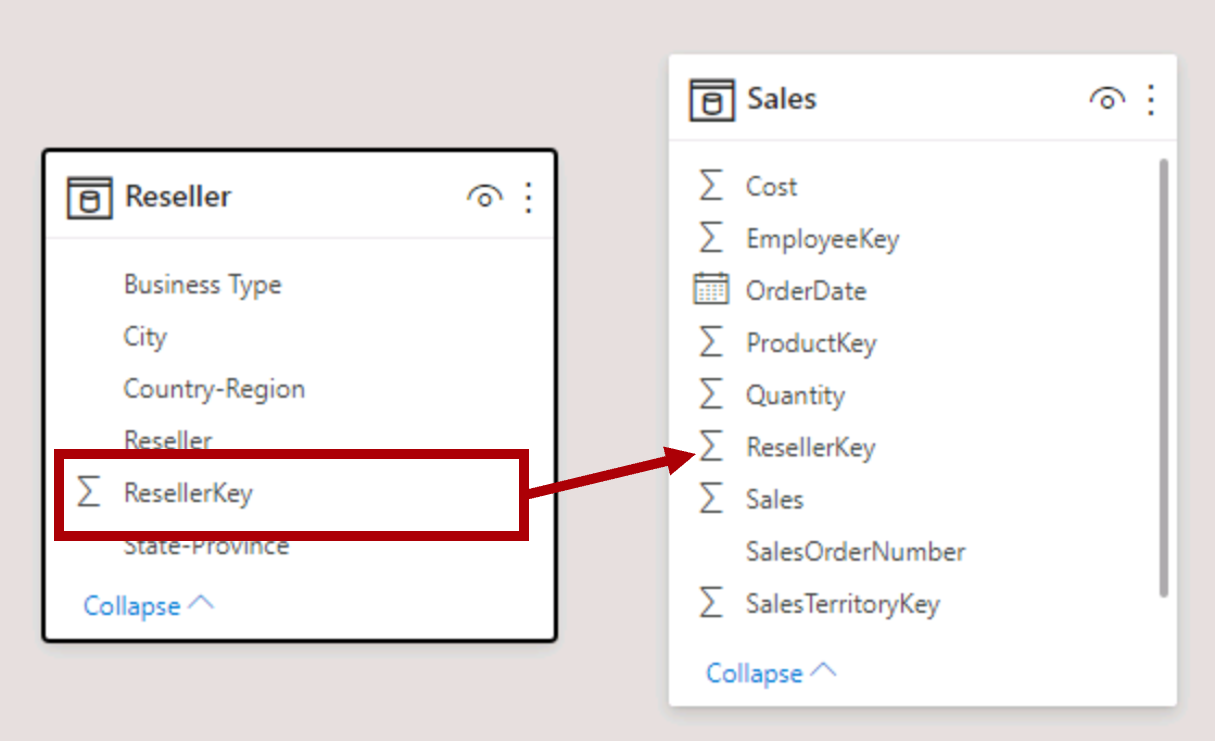 Reseller
Business Type
City
Country-Region
Reseller
ResellerKey
State-Province
Collapse
Sales
Cost
EmployeeKey
OrderDate
ProductKey
Quantity
ResellerKey
Sales
SalesOrderNumber
SalesTerritoryKey
Collapse